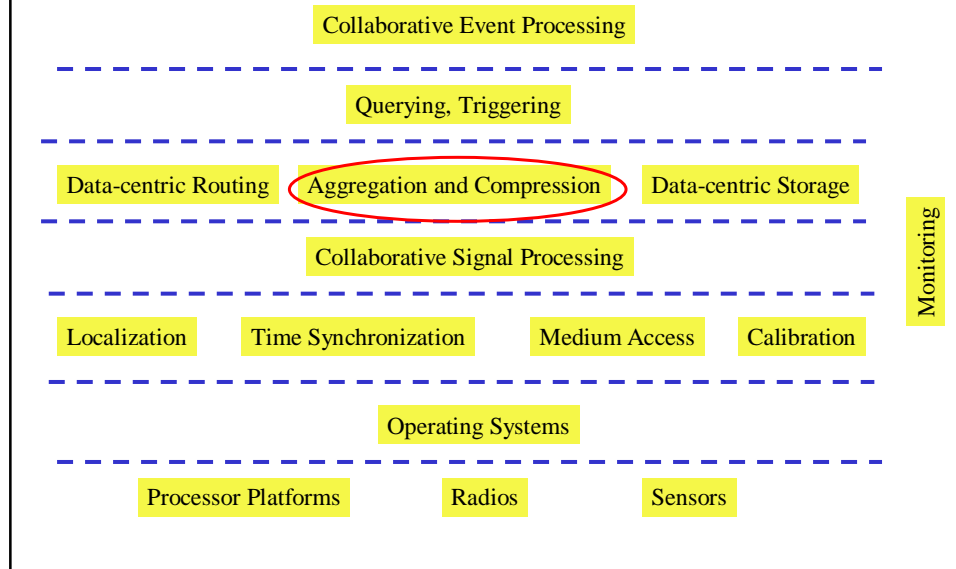 Collaborative Event Processing
Querying, Triggering
Data-centric Routing
Aggregation and Compression
Data-centric Storage
Monitoring
Collaborative Signal Processing
Localization
Time Synchronization
Medium Access
Calibration
Operating Systems
Processor Platforms
Radios
Sensors